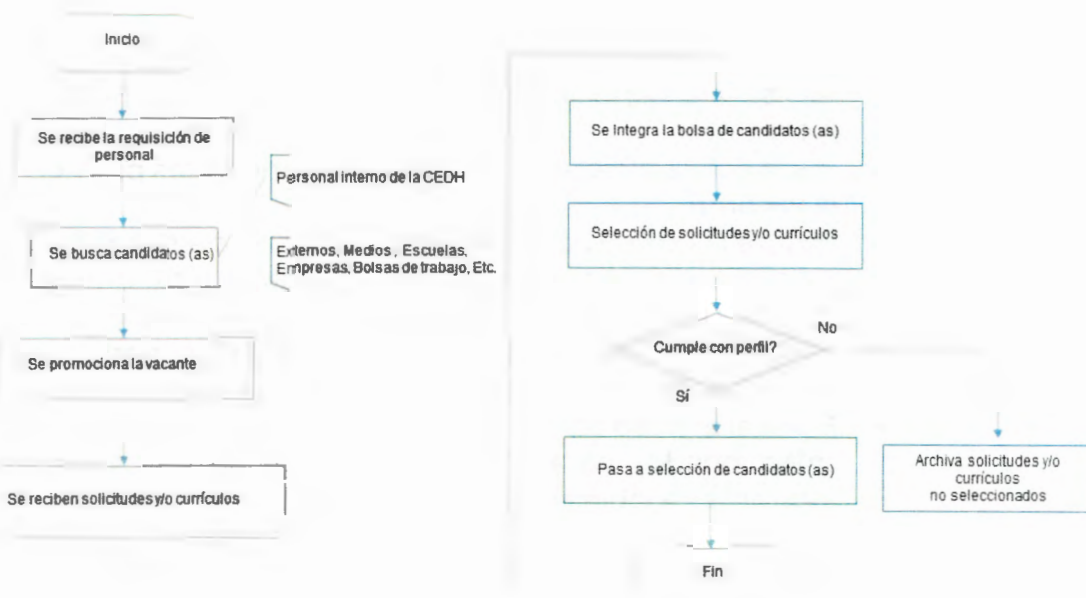 Inicio
Se recibe la requisición de
personal
Personal interno de la CEDH
Se busca candidatos (as)
Externos, Medios , Escuelas,
Empresas, Bolsas de trabajo, Etc.
Se promociona la vacante
Se reciben solicitudes y/o currículos
Se Integra la bolsa de candidatos (as)
Selección de solicitudes y/o currículos
Cumple con perfil?
No
Sí
Pasa a selección de candidatos (as)
Archiva solicitudes y/o
currículos
no seleccionados
Fin